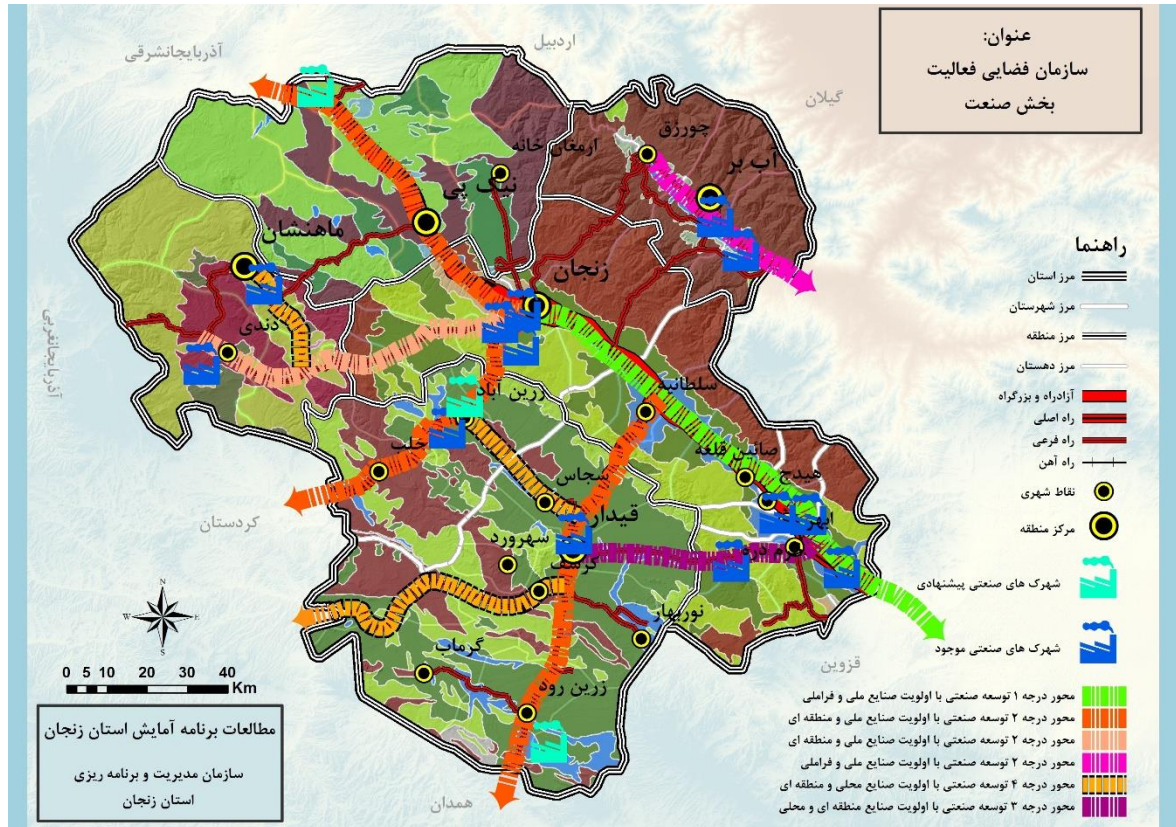 عنوان:
سازمان فضایی فعالیت
بخش صنعت
آذربایجانشرقی
اردبیل
گیلان
چورزق
آب بر
ارمغان خانه
نیک پی
ماهنشان
زنجان
دندی
آذربایجانغربی
سلطانیه
زرین آباد
حلب
صائین قلعه
هیدج
ابهر
سجاس
قیدار
خرم دره
سهرورد
گرسف
کردستان
نوربهار
گرماب
زرین رود
قزوین
همدان
راهنما
مرز استان
مرز شهرستان
مرز منطقه
مرز دهستان
آزادراه و بزرگراه
راه اصلی
راه فرعی
راه آهن
نقاط شهری
مرکز منطقه
شهرک های صنعتی پیشنهادی
شهرک های صنعتی موجود
محور درجه ۱ توسعه صنعتی با اولویت صنایع ملی و فراملی
محور درجه ۲ توسعه صنعتی با اولویت صنایع ملی و منطقه ای
محور درجه ۲ توسعه صنعتی با اولویت صنایع ملی و منطقه ای
محور درجه ۲ توسعه صنعتی با اولویت صنایع ملی و فراملی
محور درجه ۴ توسعه صنعتی با اولویت صنایع محلی و منطقه ای
محور درجه ۳ توسعه صنعتی با اولویت صنایع منطقه ای و محلی
N
W E
S
0 5 10 20 30 40
Km
مطالعات برنامه آمایش استان زنجان
سازمان مدیریت و برنامه ریزی
استان زنجان